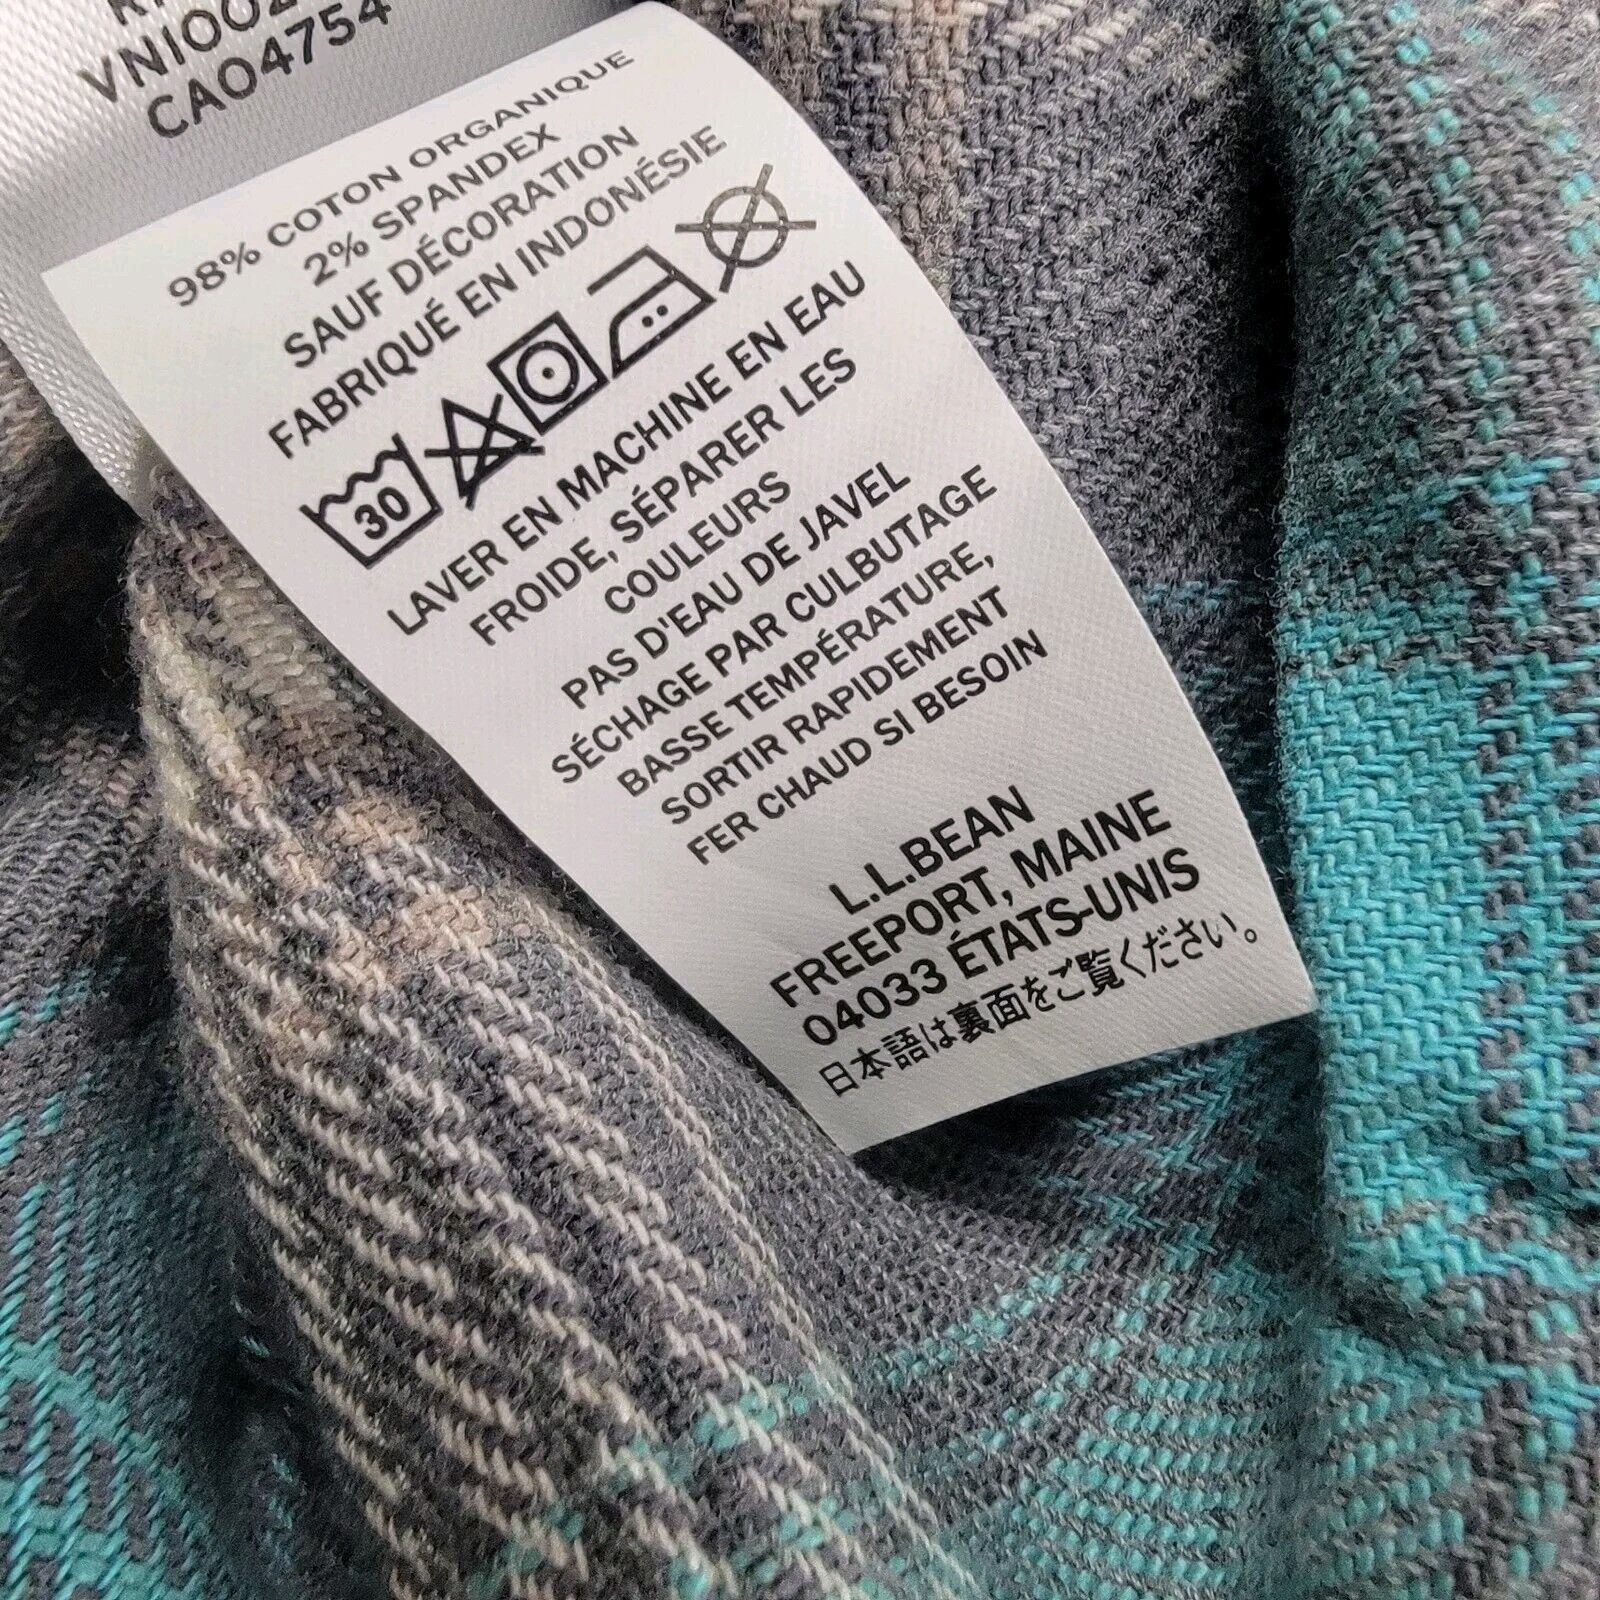 CA04754
98% COTON ORGANIQUE
2% SPANDEX
SAUF DÉCORATION
FABRIQUÉ EN INDONÉSIE
30
LAVER EN MACHINE EN EAU
FROIDE, SÉPARER LES
COULEURS
PAS D'EAU DE JAVEL
SÉCHAGE PAR CULBUTAGE
BASSE TEMPÉRATURE,
SORTIR RAPIDEMENT
FER CHAUD SI BESOIN
L.L.BEAN
FREEPORT, MAINE
04033 ÉTATS-UNIS
日本語は裏面をご覧ください。